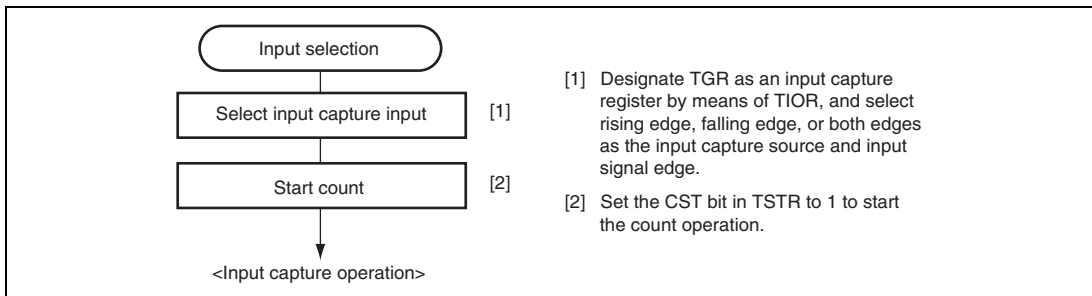 Input selection
Select input capture input
[1]
Start count
[2]
<Input capture operation>
[1] Designate TGR as an input capture
register by means of TIOR, and select
rising edge, falling edge, or both edges
as the input capture source and input
signal edge.
[2] Set the CST bit in TSTR to 1 to start
the count operation.